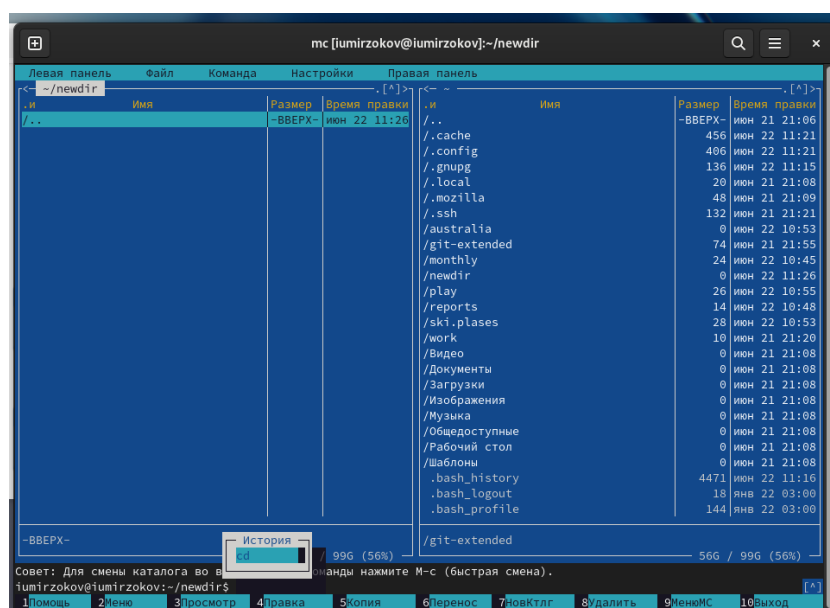 mc [iumirzokov@iumirzokov]:~/newdir
Левая панель Файл Команда Настройки Правая панель
<— ~/newdir .[^]>
.и Имя Размер Время правки
/.. -ВВЕРХ- июн 22 11:26
-ВВЕРХ-
/ 99G (56%)
<— ~ .[^]>
.и Имя Размер Время правки
/.. -ВВЕРХ- июн 21 21:06
/.cache 456 июн 22 11:21
/.config 406 июн 22 11:21
/.gnupg 136 июн 22 11:15
/.local 20 июн 21 21:08
/.mozilla 48 июн 21 21:09
/.ssh 132 июн 21 21:21
/australia 0 июн 22 10:53
/git-extended 74 июн 21 21:55
/monthly 24 июн 22 10:45
/newdir 0 июн 22 11:26
/play 26 июн 22 10:55
/reports 14 июн 22 10:48
/ski.plases 28 июн 22 10:53
/work 10 июн 21 21:20
/Видео 0 июн 21 21:08
/Документы 0 июн 21 21:08
/Загрузки 0 июн 21 21:08
/Изображения 0 июн 21 21:08
/Музыка 0 июн 21 21:08
/Общедоступные 0 июн 21 21:08
/Рабочий стол 0 июн 21 21:08
/Шаблоны 0 июн 21 21:08
.bash_history 4471 июн 22 11:16
.bash_logout 18 янв 22 03:00
.bash_profile 144 янв 22 03:00
/git-extended
56G / 99G (56%)
История
cd
Совет: Для смены каталога во в оманды нажмите M-c (быстрая смена).
iumirzokov@iumirzokov:~/newdir$ [^]
1Помощь 2Меню 3Просмотр 4Правка 5Копия 6Перенос 7НовКтлг 8Удалить 9МенюМС 10Выход